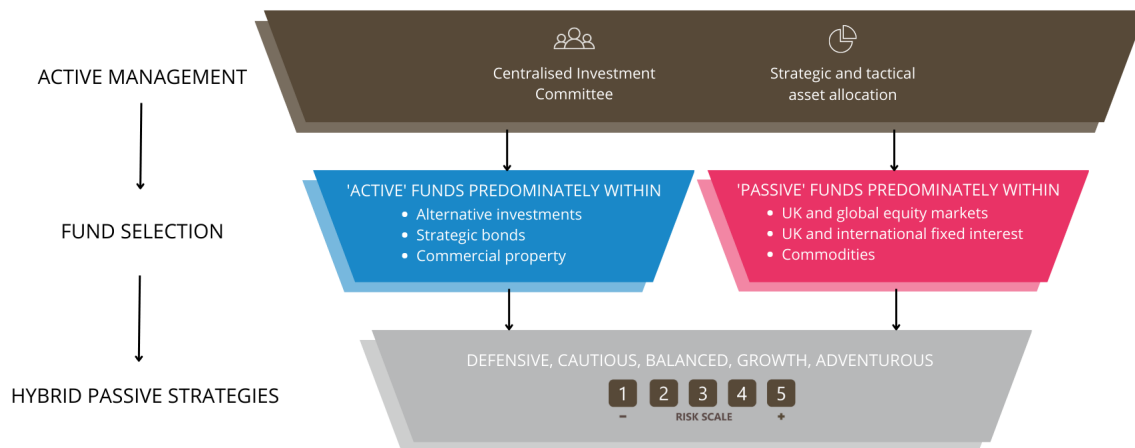 ACTIVE MANAGEMENT
Centralised Investment
Committee
Strategic and tactical
asset allocation
FUND SELECTION
'ACTIVE' FUNDS PREDOMINATELY WITHIN
• Alternative investments
• Strategic bonds
• Commercial property
'PASSIVE' FUNDS PREDOMINATELY WITHIN
• UK and global equity markets
• UK and international fixed interest
• Commodities
HYBRID PASSIVE STRATEGIES
DEFENSIVE, CAUTIOUS, BALANCED, GROWTH, ADVENTUROUS
1 2 3 4 5
– RISK SCALE +